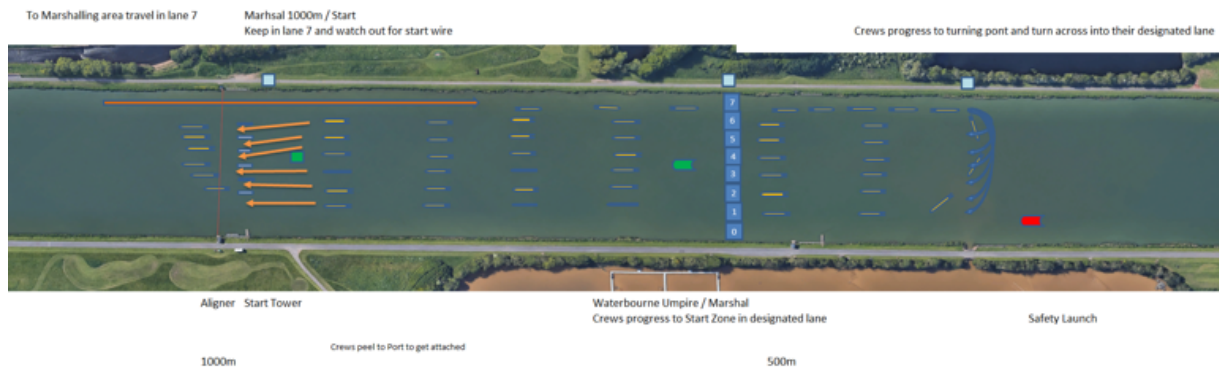 To Marshalling area travel in lane 7
Marhsal 1000m / Start
Keep in lane 7 and watch out for start wire
Crews progress to turning pont and turn across into their designated lane
7
6
5
4
3
2
1
0
Aligner
Start Tower
Waterbourne Umpire / Marshal
Crews progress to Start Zone in designated lane
Safety Launch
Crews peel to Port to get attached
1000m
500m